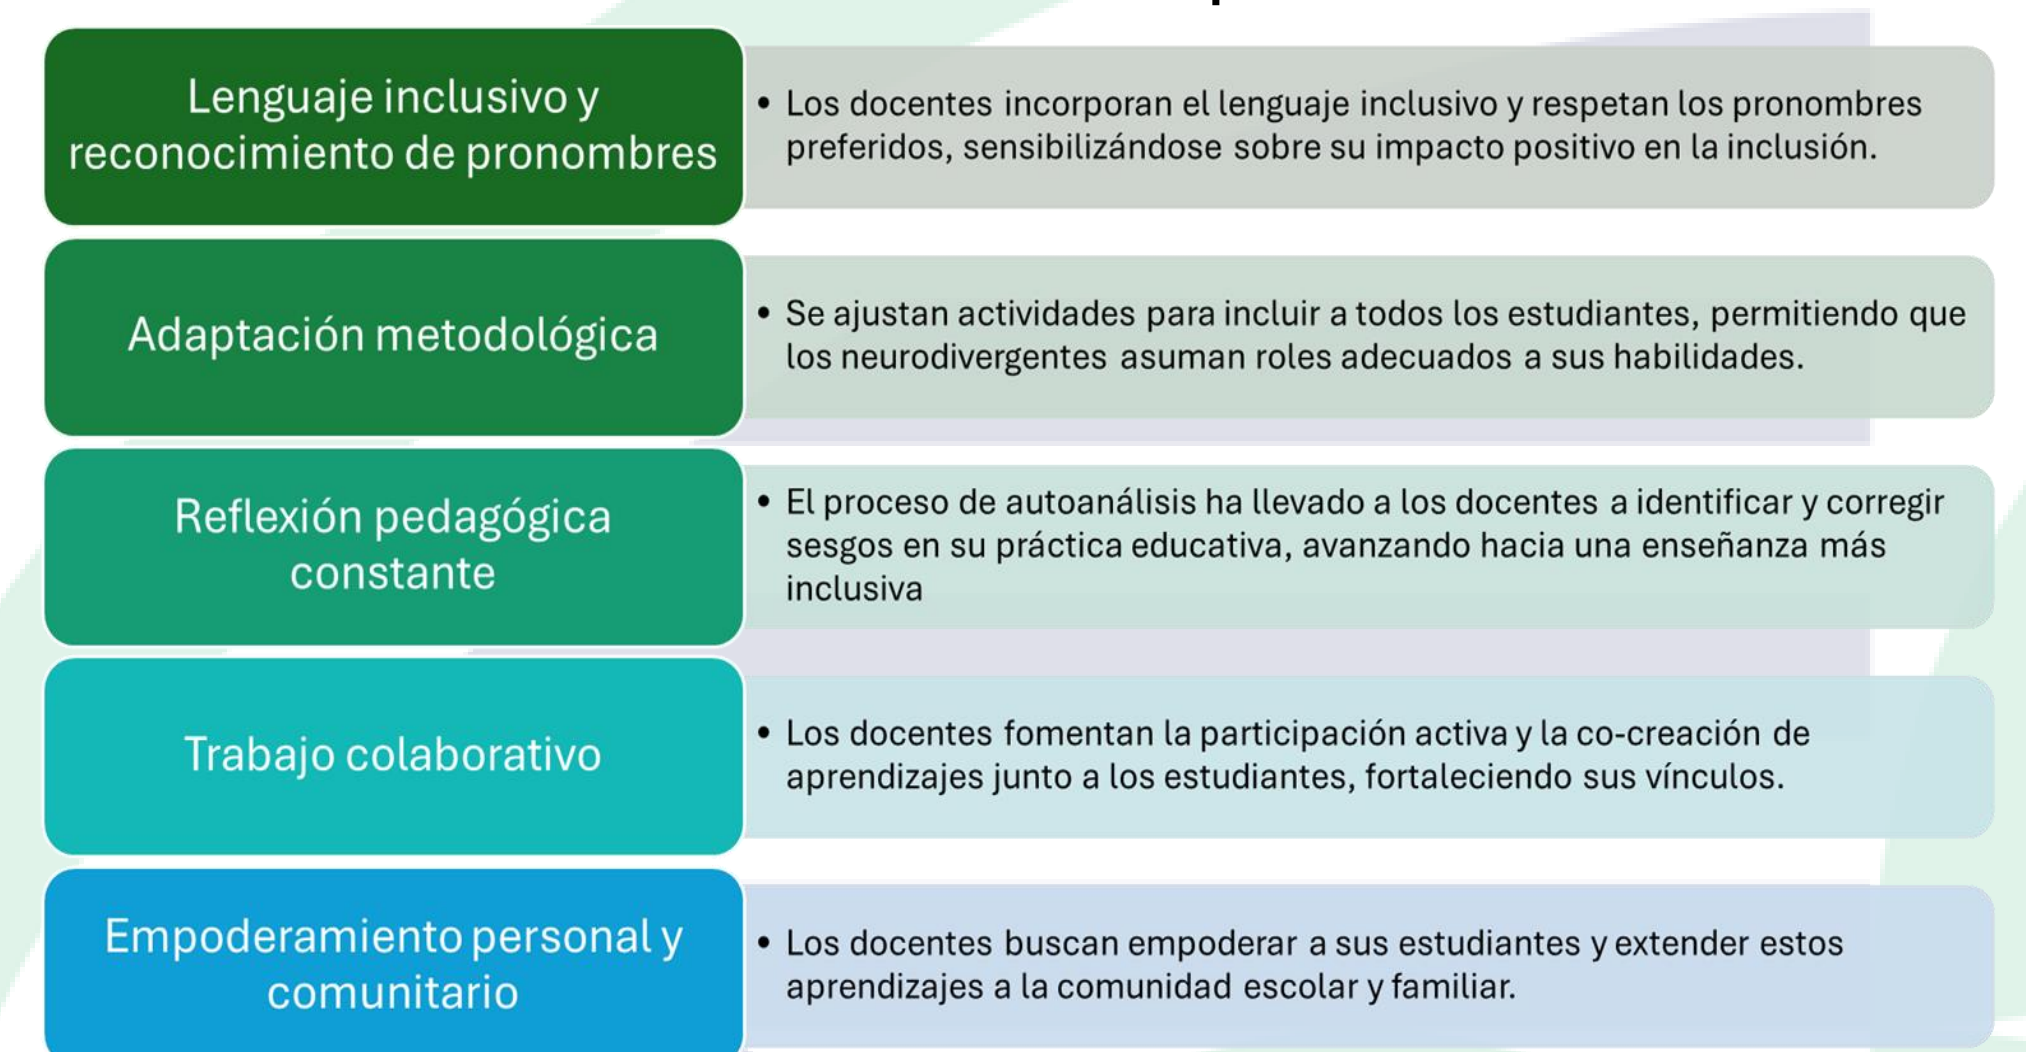 Lenguaje inclusivo y
reconocimiento de pronombres
• Los docentes incorporan el lenguaje inclusivo y respetan los pronombres
preferidos, sensibilizándose sobre su impacto positivo en la inclusión.
Adaptación metodológica
• Se ajustan actividades para incluir a todos los estudiantes, permitiendo que
los neurodivergentes asuman roles adecuados a sus habilidades.
Reflexión pedagógica
constante
• El proceso de autoanálisis ha llevado a los docentes a identificar y corregir
sesgos en su práctica educativa, avanzando hacia una enseñanza más
inclusiva
Trabajo colaborativo
• Los docentes fomentan la participación activa y la co-creación de
aprendizajes junto a los estudiantes, fortaleciendo sus vínculos.
Empoderamiento personal y
comunitario
• Los docentes buscan empoderar a sus estudiantes y extender estos
aprendizajes a la comunidad escolar y familiar.